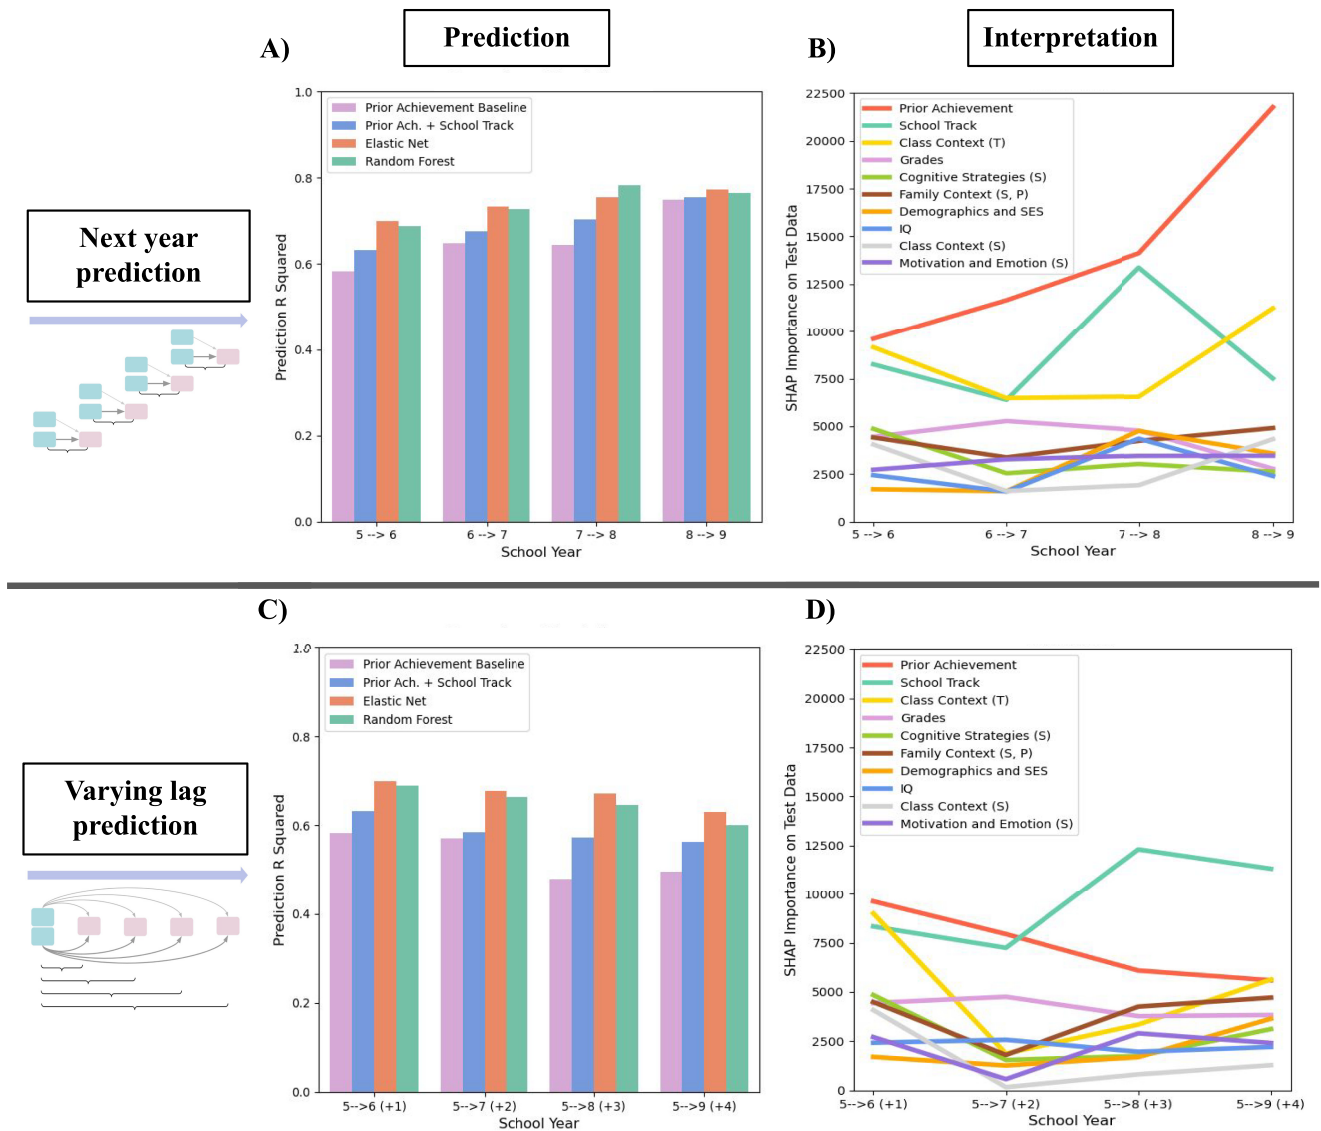 A)
Prediction
B)
Interpretation
Next year
prediction
Prediction R Squared
1.0
0.8
0.6
0.4
0.2
0.0
Prior Achievement Baseline
Prior Ach. + School Track
Elastic Net
Random Forest
5 --> 6
6 --> 7
7 --> 8
8 --> 9
School Year
SHAP Importance on Test Data
22500
20000
17500
15000
12500
10000
7500
5000
2500
0
Prior Achievement
School Track
Class Context (T)
Grades
Cognitive Strategies (S)
Family Context (S, P)
Demographics and SES
IQ
Class Context (S)
Motivation and Emotion (S)
5 --> 6
6 --> 7
7 --> 8
8 --> 9
School Year
C)
D)
Varying lag
prediction
Prediction R Squared
1.0
0.8
0.6
0.4
0.2
0.0
Prior Achievement Baseline
Prior Ach. + School Track
Elastic Net
Random Forest
5-->6 (+1)
5-->7 (+2)
5-->8 (+3)
5-->9 (+4)
School Year
SHAP Importance on Test Data
22500
20000
17500
15000
12500
10000
7500
5000
2500
0
Prior Achievement
School Track
Class Context (T)
Grades
Cognitive Strategies (S)
Family Context (S, P)
Demographics and SES
IQ
Class Context (S)
Motivation and Emotion (S)
5-->6 (+1)
5-->7 (+2)
5-->8 (+3)
5-->9 (+4)
School Year